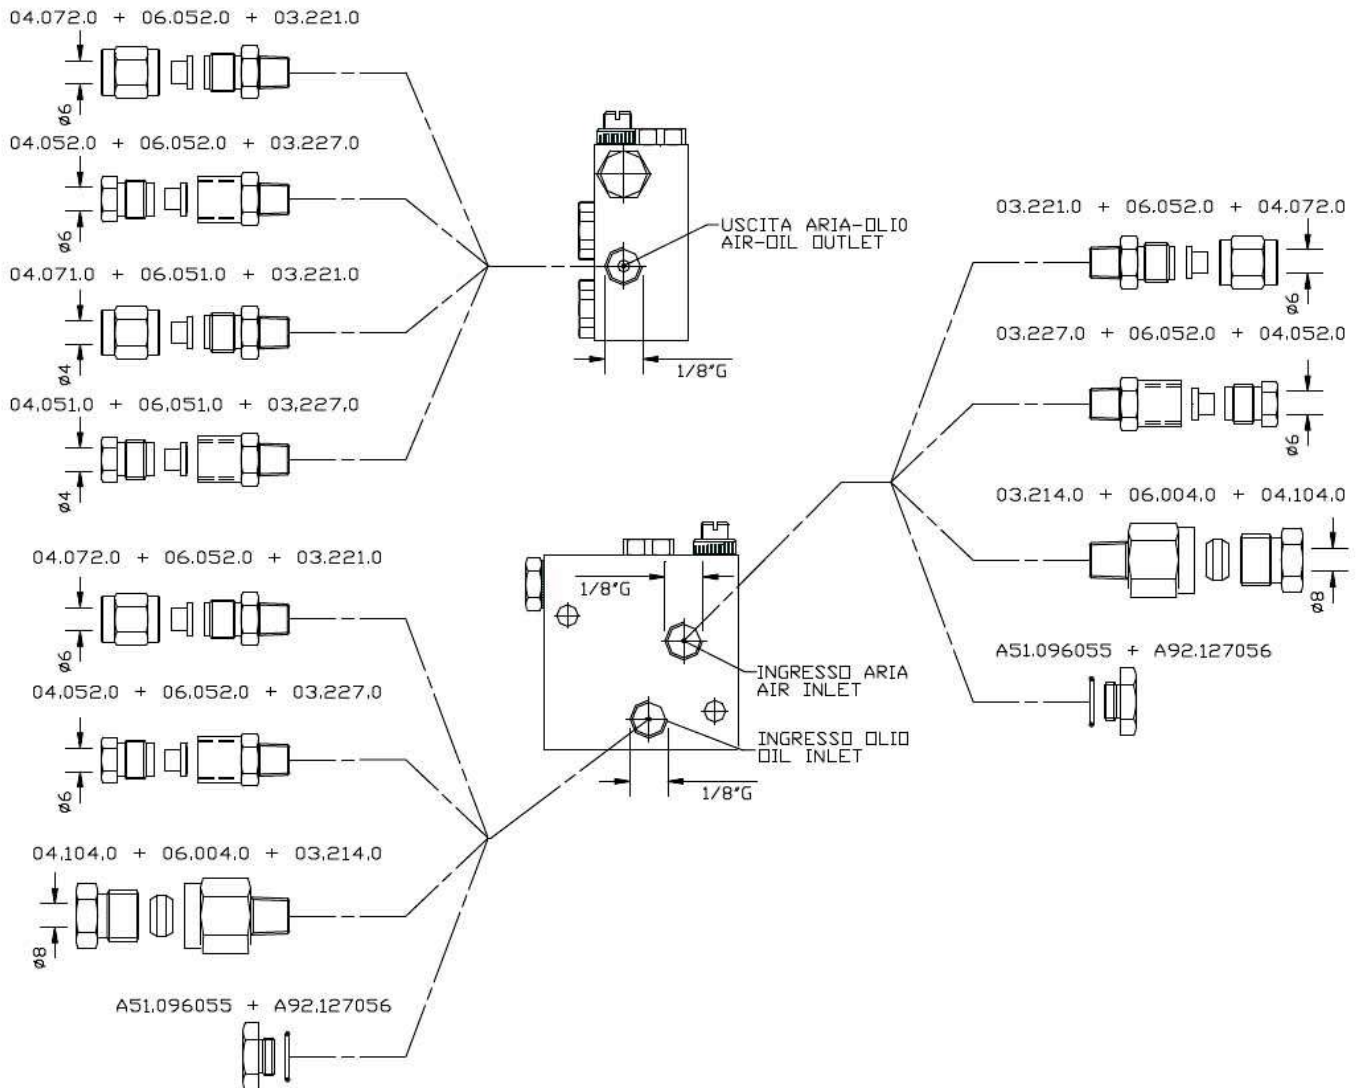 04.072.0 + 06.052.0 + 03.221.0
ø6
04.052.0 + 06.052.0 + 03.227.0
ø6
04.071.0 + 06.051.0 + 03.221.0
ø4
04.051.0 + 06.051.0 + 03.227.0
ø4
USCITA ARIA-OLIO
AIR-OIL OUTLET
1/8"G
03.221.0 + 06.052.0 + 04.072.0
ø6
03.227.0 + 06.052.0 + 04.052.0
ø6
03.214.0 + 06.004.0 + 04.104.0
ø8
A51.096055 + A92.127056
04.072.0 + 06.052.0 + 03.221.0
ø6
04.052.0 + 06.052.0 + 03.227.0
ø6
04.104.0 + 06.004.0 + 03.214.0
ø8
A51.096055 + A92.127056
1/8"G
INGRESSO ARIA
AIR INLET
INGRESSO OLIO
OIL INLET
1/8"G